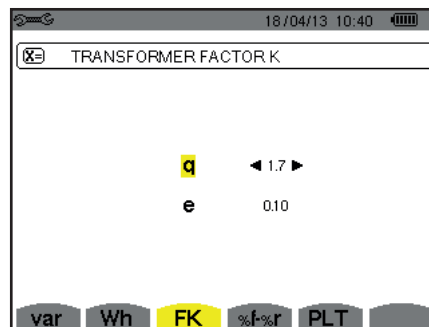 18/04/13 10:40
X= TRANSFORMER FACTOR K
q ◄ 1.7 ►
e 0.10
var Wh FK %f-%r PLT